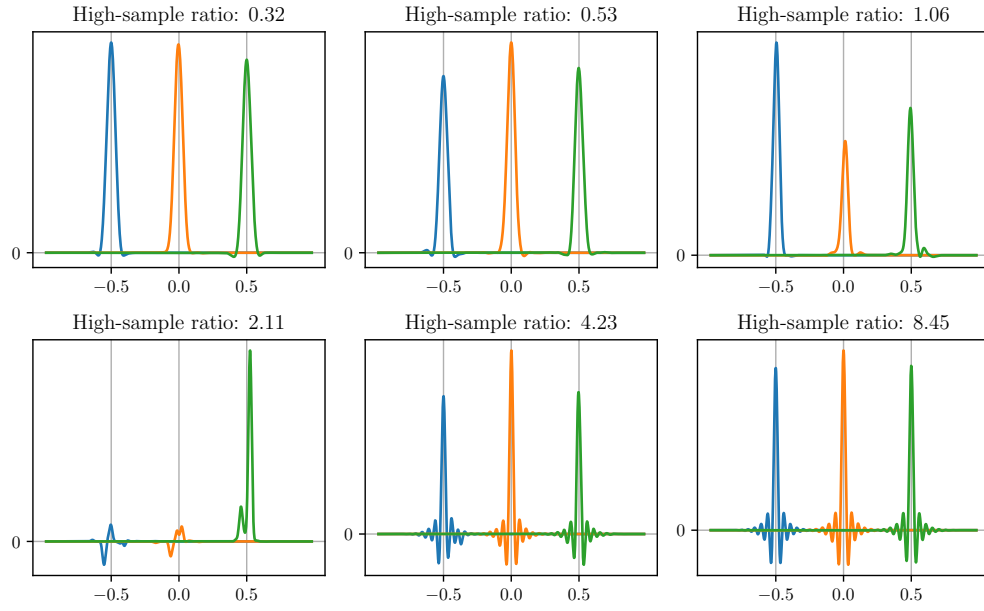 High-sample ratio: 0.32
High-sample ratio: 0.53
High-sample ratio: 1.06
0
0
0
−0.5 0.0 0.5
−0.5 0.0 0.5
−0.5 0.0 0.5
High-sample ratio: 2.11
High-sample ratio: 4.23
High-sample ratio: 8.45
0
0
0
−0.5 0.0 0.5
−0.5 0.0 0.5
−0.5 0.0 0.5